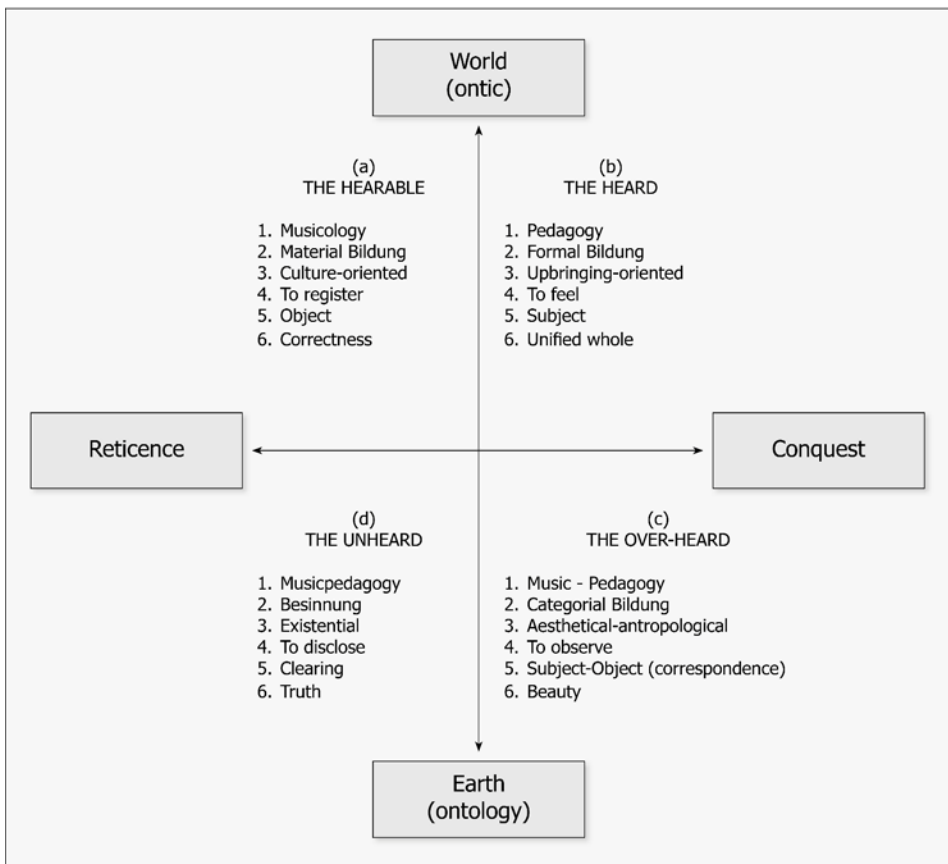 World
(ontic)
(a)
THE HEARABLE
1. Musicology
2. Material Bildung
3. Culture-oriented
4. To register
5. Object
6. Correctness
(b)
THE HEARD
1. Pedagogy
2. Formal Bildung
3. Upbringing-oriented
4. To feel
5. Subject
6. Unified whole
Reticence
Conquest
(d)
THE UNHEARD
1. Musicpedagogy
2. Besinnung
3. Existential
4. To disclose
5. Clearing
6. Truth
(c)
THE OVER-HEARD
1. Music - Pedagogy
2. Categorial Bildung
3. Aesthetical-antropological
4. To observe
5. Subject-Object (correspondence)
6. Beauty
Earth
(ontology)